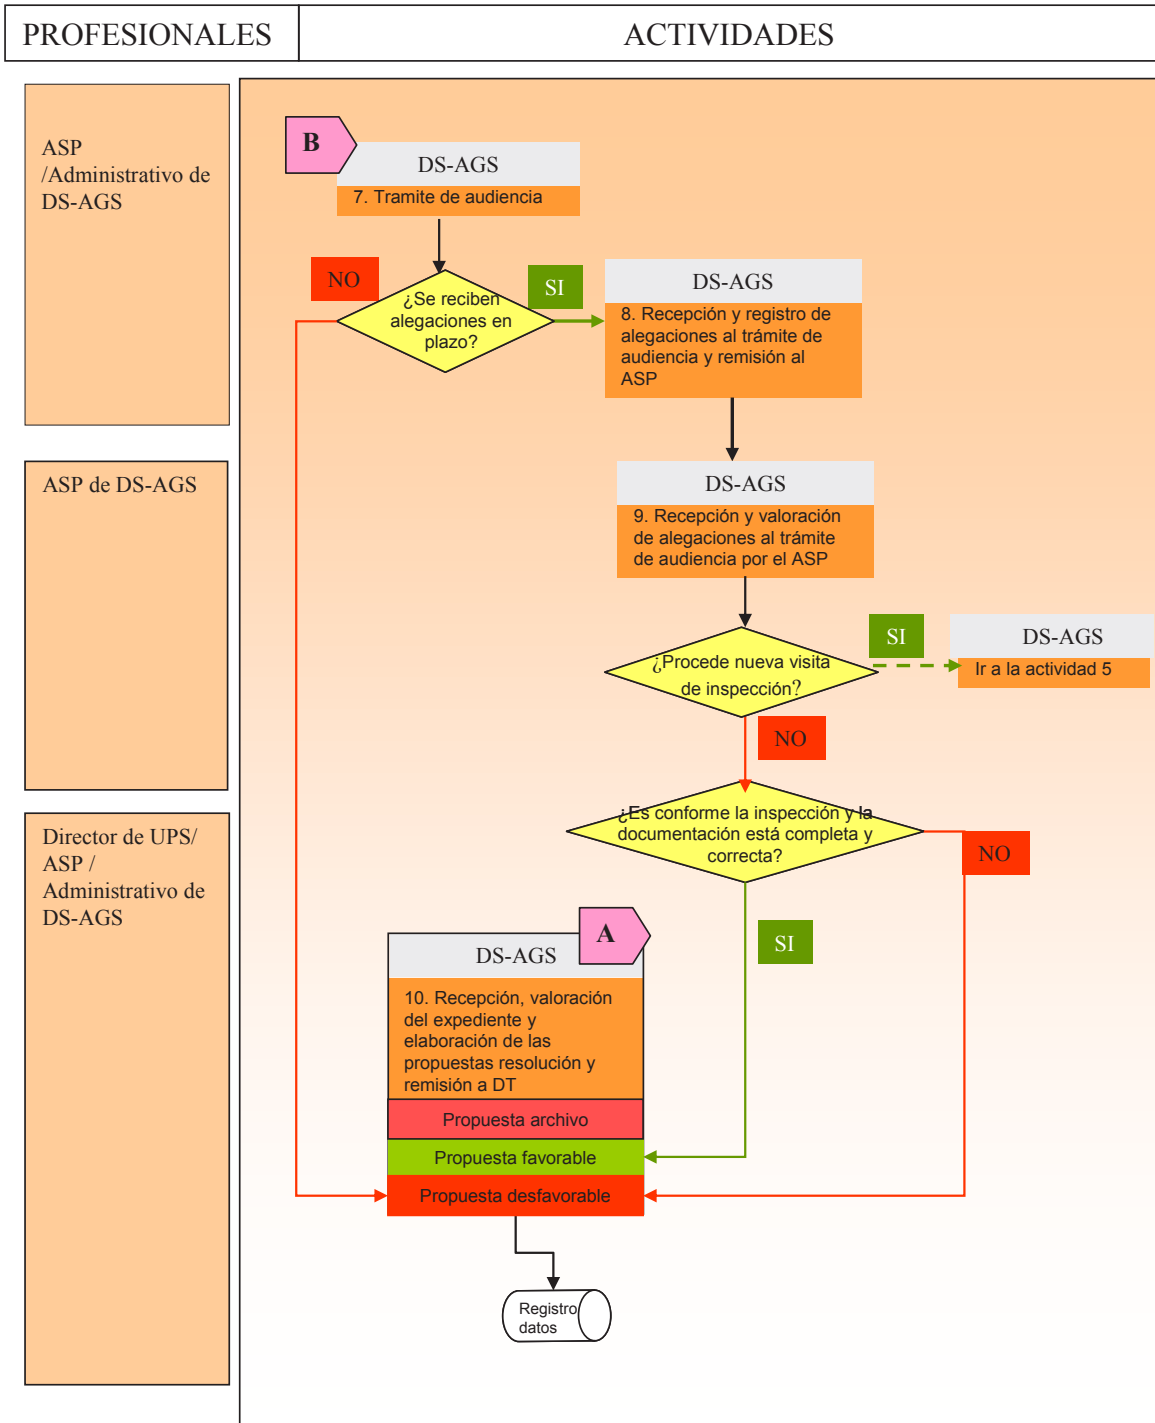 PROFESIONALES
ACTIVIDADES
ASP
/Administrativo de
DS-AGS
B
DS-AGS
7. Tramite de audiencia
NO
¿Se reciben
alegaciones en
plazo?
SI
DS-AGS
8. Recepción y registro de
alegaciones al trámite de
audiencia y remisión al
ASP
ASP de DS-AGS
DS-AGS
9. Recepción y valoración
de alegaciones al trámite
de audiencia por el ASP
¿Procede nueva visita
de inspección?
SI
DS-AGS
Ir a la actividad 5
NO
¿Es conforme la inspección y la
documentación está completa y
correcta?
NO
SI
Director de UPS/
ASP /
Administrativo de
DS-AGS
A
DS-AGS
10. Recepción, valoración
del expediente y
elaboración de las
propuestas resolución y
remisión a DT
Propuesta archivo
Propuesta favorable
Propuesta desfavorable
Registro
datos